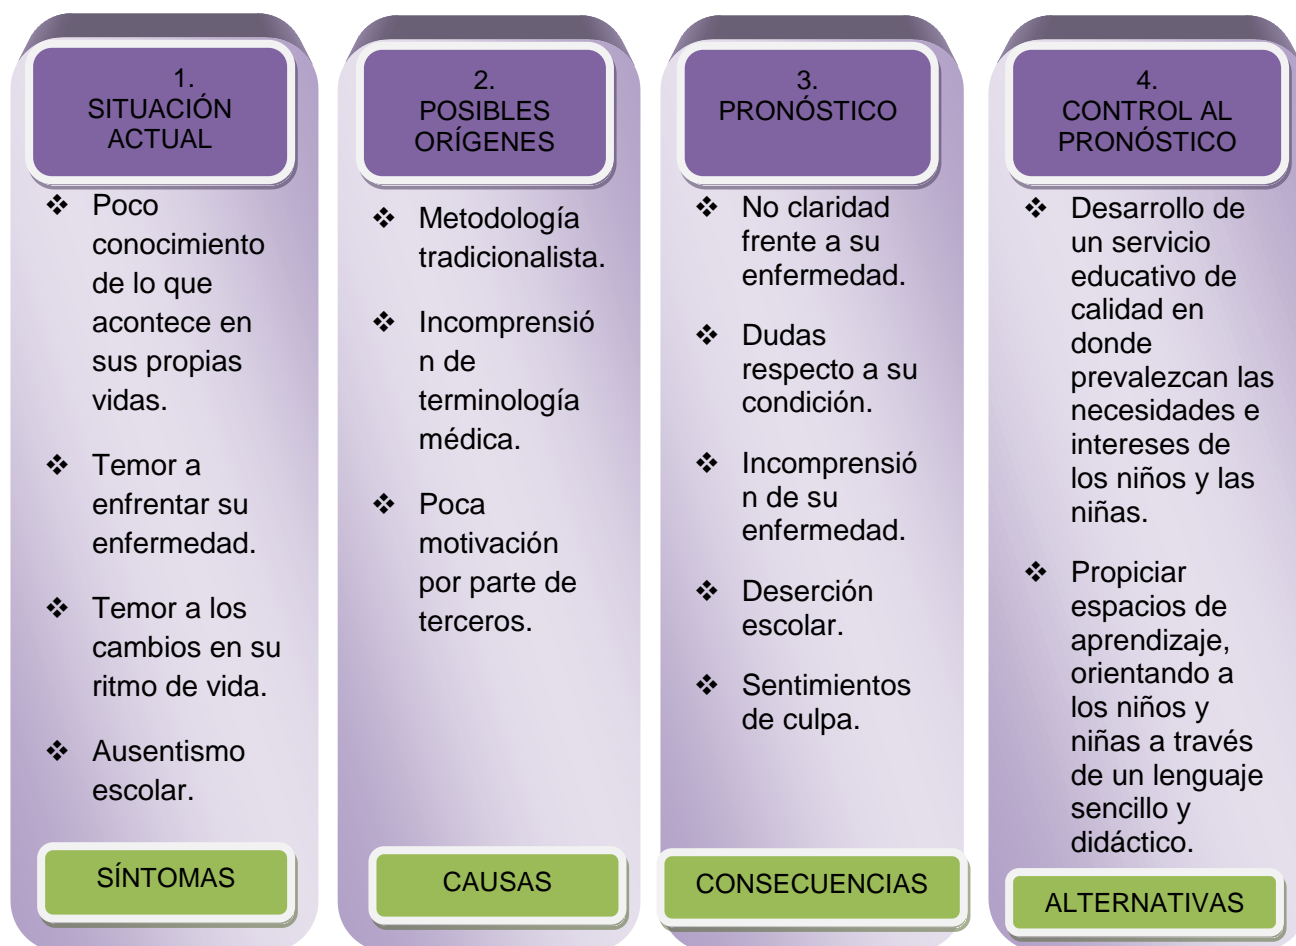 1.
SITUACIÓN
ACTUAL
❖ Poco
conocimiento
de lo que
acontece en
sus propias
vidas.
❖ Temor a
enfrentar su
enfermedad.
❖ Temor a los
cambios en su
ritmo de vida.
❖ Ausentismo
escolar.
SÍNTOMAS
2.
POSIBLES
ORÍGENES
❖ Metodología
tradicionalista.
❖ Incomprensió
n de
terminología
médica.
❖ Poca
motivación
por parte de
terceros.
CAUSAS
3.
PRONÓSTICO
❖ No claridad
frente a su
enfermedad.
❖ Dudas
respecto a su
condición.
❖ Incomprensió
n de su
enfermedad.
❖ Deserción
escolar.
❖ Sentimientos
de culpa.
CONSECUENCIAS
4.
CONTROL AL
PRONÓSTICO
❖ Desarrollo de
un servicio
educativo de
calidad en
donde
prevalezcan las
necesidades e
intereses de
los niños y las
niñas.
❖ Propiciar
espacios de
aprendizaje,
orientando a
los niños y
niñas a través
de un lenguaje
sencillo y
didáctico.
ALTERNATIVAS